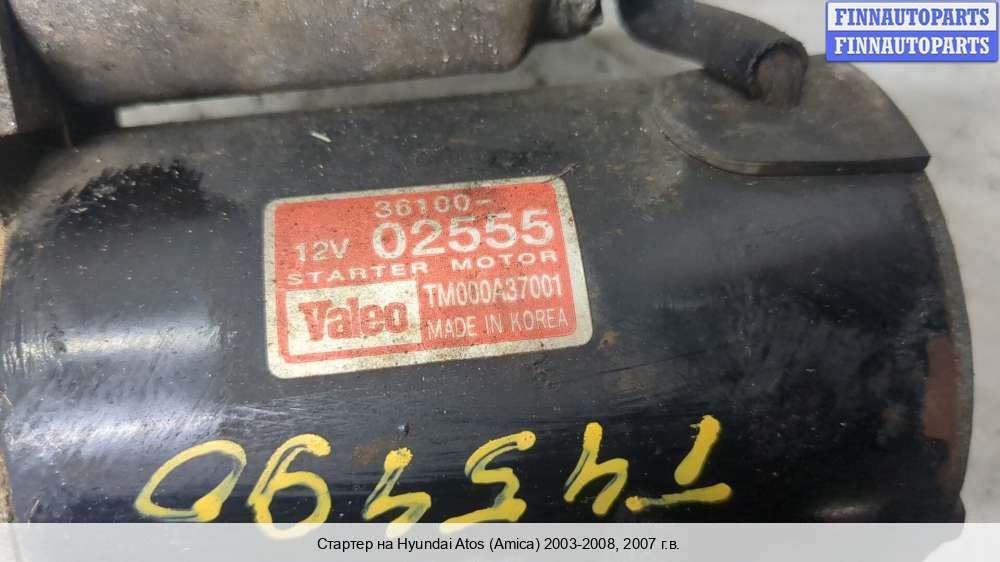 FINNAUTOPARTS
FINNAUTOPARTS
36100-
12V 02555
STARTER MOTOR
Valeo TM000A37001
MADE IN KOREA
Стартер на Hyundai Atos (Amica) 2003-2008, 2007 г.в.